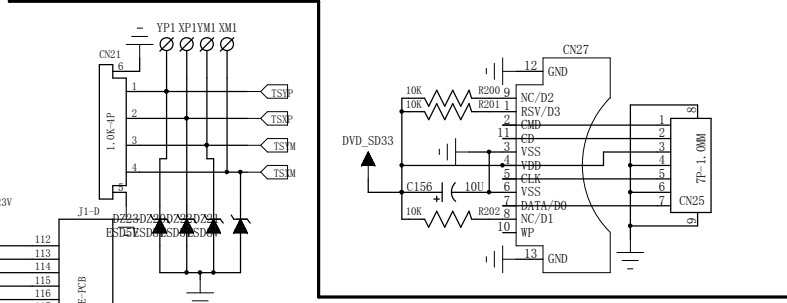 YP1 XP1 YM1 XM1
CN21
6
1
TSYP
2
TSXP
1.0K-4P
3
TSYM
4
TSXM
5
J1-D
DZ23
112
113
114
115
116
E-PCB
CN27
12 GND
10K R200 9 NC/D2
10K R201 1 RSV/D3
2 CMD
11 CD
DVD_SD33
3 VSS
4 VDD
5 CLK
C156 + 10U 6 VSS
7 DATA/D0
10K R202 8 NC/D1
10 WP
13 GND
8
1
2
3
4
5
6
7
7P-1.0MM
CN25
9